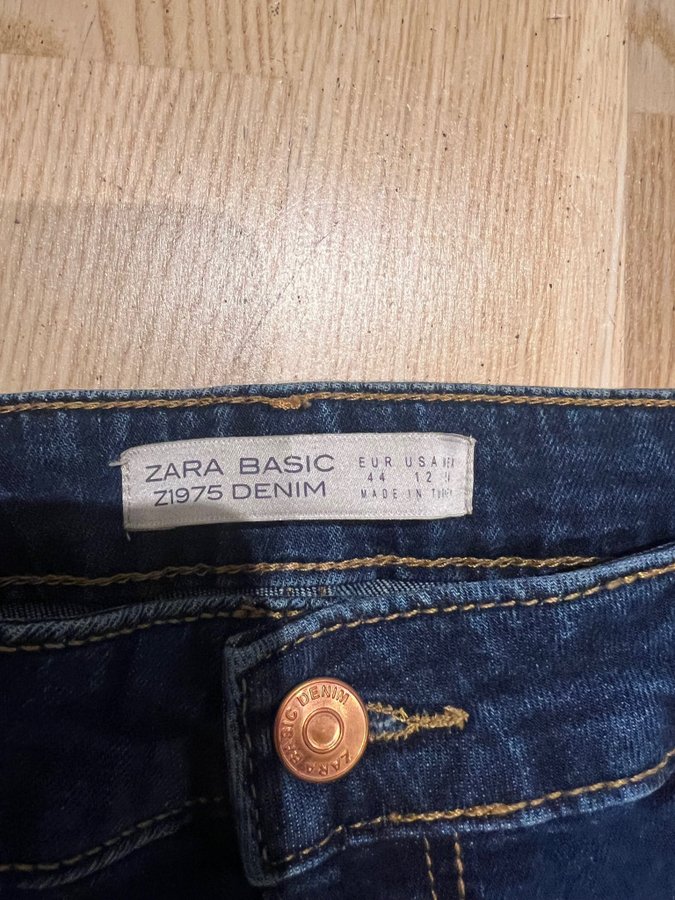 ZARA BASIC
Z1975 DENIM
EUR USA
44 12
MADE IN
ZARA BASIC DENIM